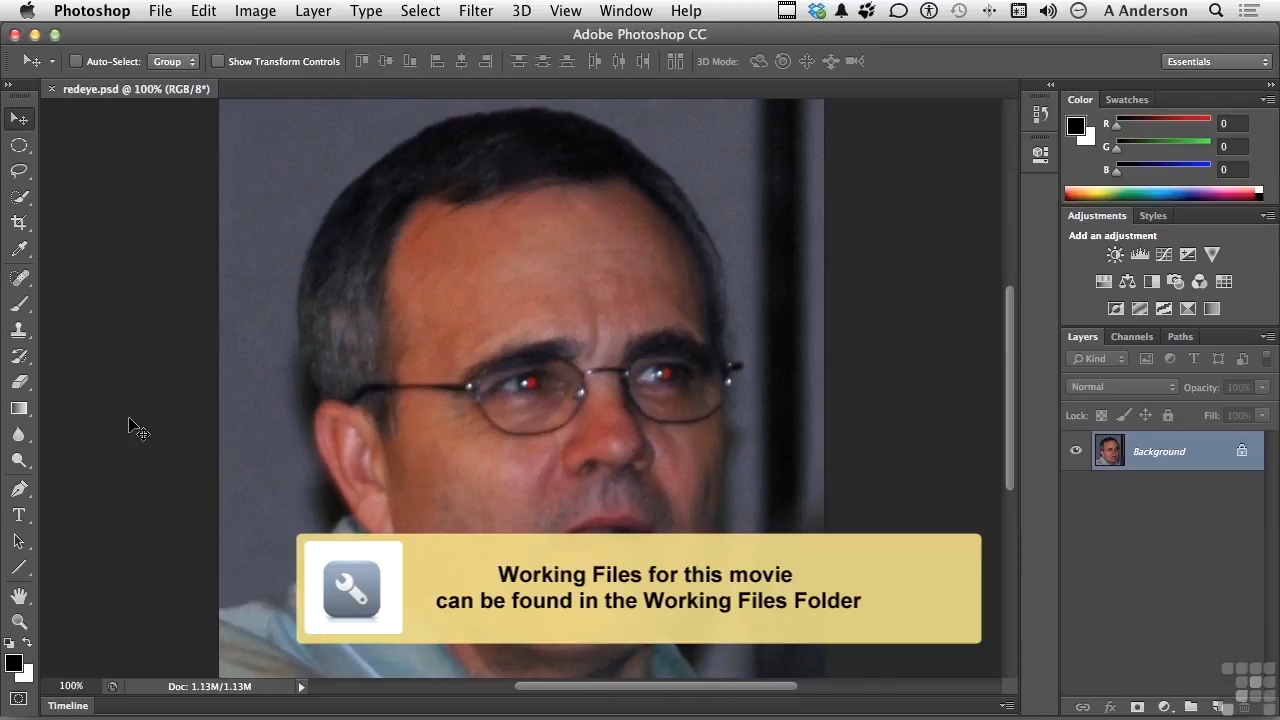 Photoshop File Edit Image Layer Type Select Filter 3D View Window Help A Anderson
Adobe Photoshop CC
Auto-Select: Group Show Transform Controls 3D Mode: Essentials
redeye.psd @ 100% (RGB/8*)
Color Swatches
R 0
G 0
B 0
Adjustments Styles
Add an adjustment
Layers Channels Paths
Kind
Normal Opacity: 100%
Lock: Fill: 100%
Background
Working Files for this movie
can be found in the Working Files Folder
100% Doc: 1.13M/1.13M
Timeline